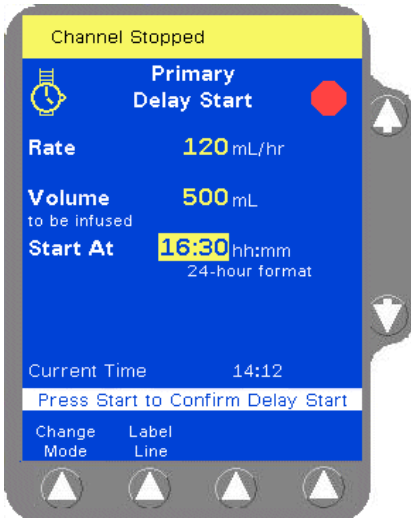 Channel Stopped
Primary
Delay Start
Rate 120 mL/hr
Volume 500 mL
to be infused
Start At 16:30 hh:mm
24-hour format
Current Time 14:12
Press Start to Confirm Delay Start
Change Label
Mode Line